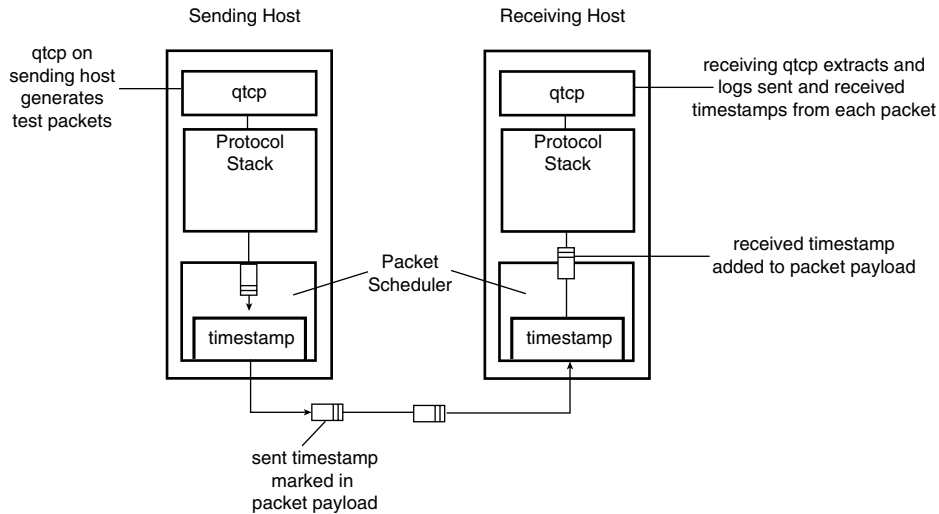 Sending Host
Receiving Host
qtcp on
sending host
generates
test packets
qtcp
qtcp
receiving qtcp extracts and
logs sent and received
timestamps from each packet
Protocol
Stack
Protocol
Stack
received timestamp
added to packet payload
Packet
Scheduler
timestamp
timestamp
sent timestamp
marked in
packet payload